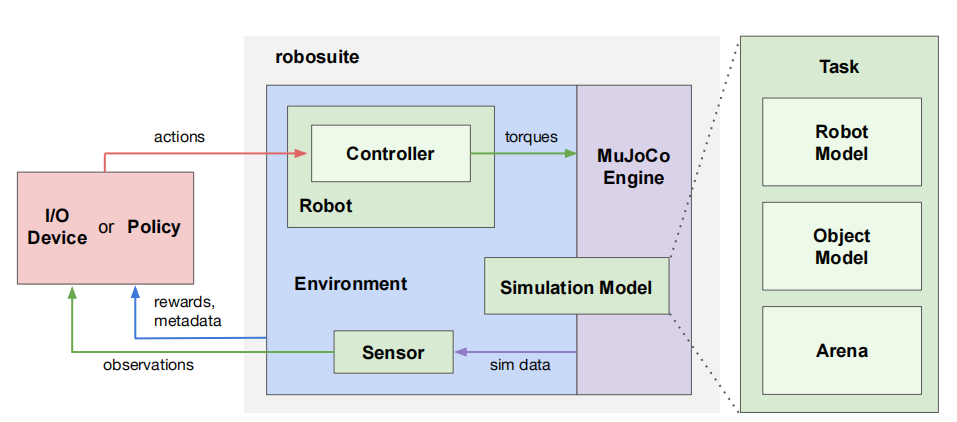 robosuite
Task
actions
Controller
torques
Robot
Model
MuJoCo
Engine
Robot
I/O
Device
or
Policy
Object
Model
Environment
Simulation Model
rewards,
metadata
Sensor
Arena
observations
sim data